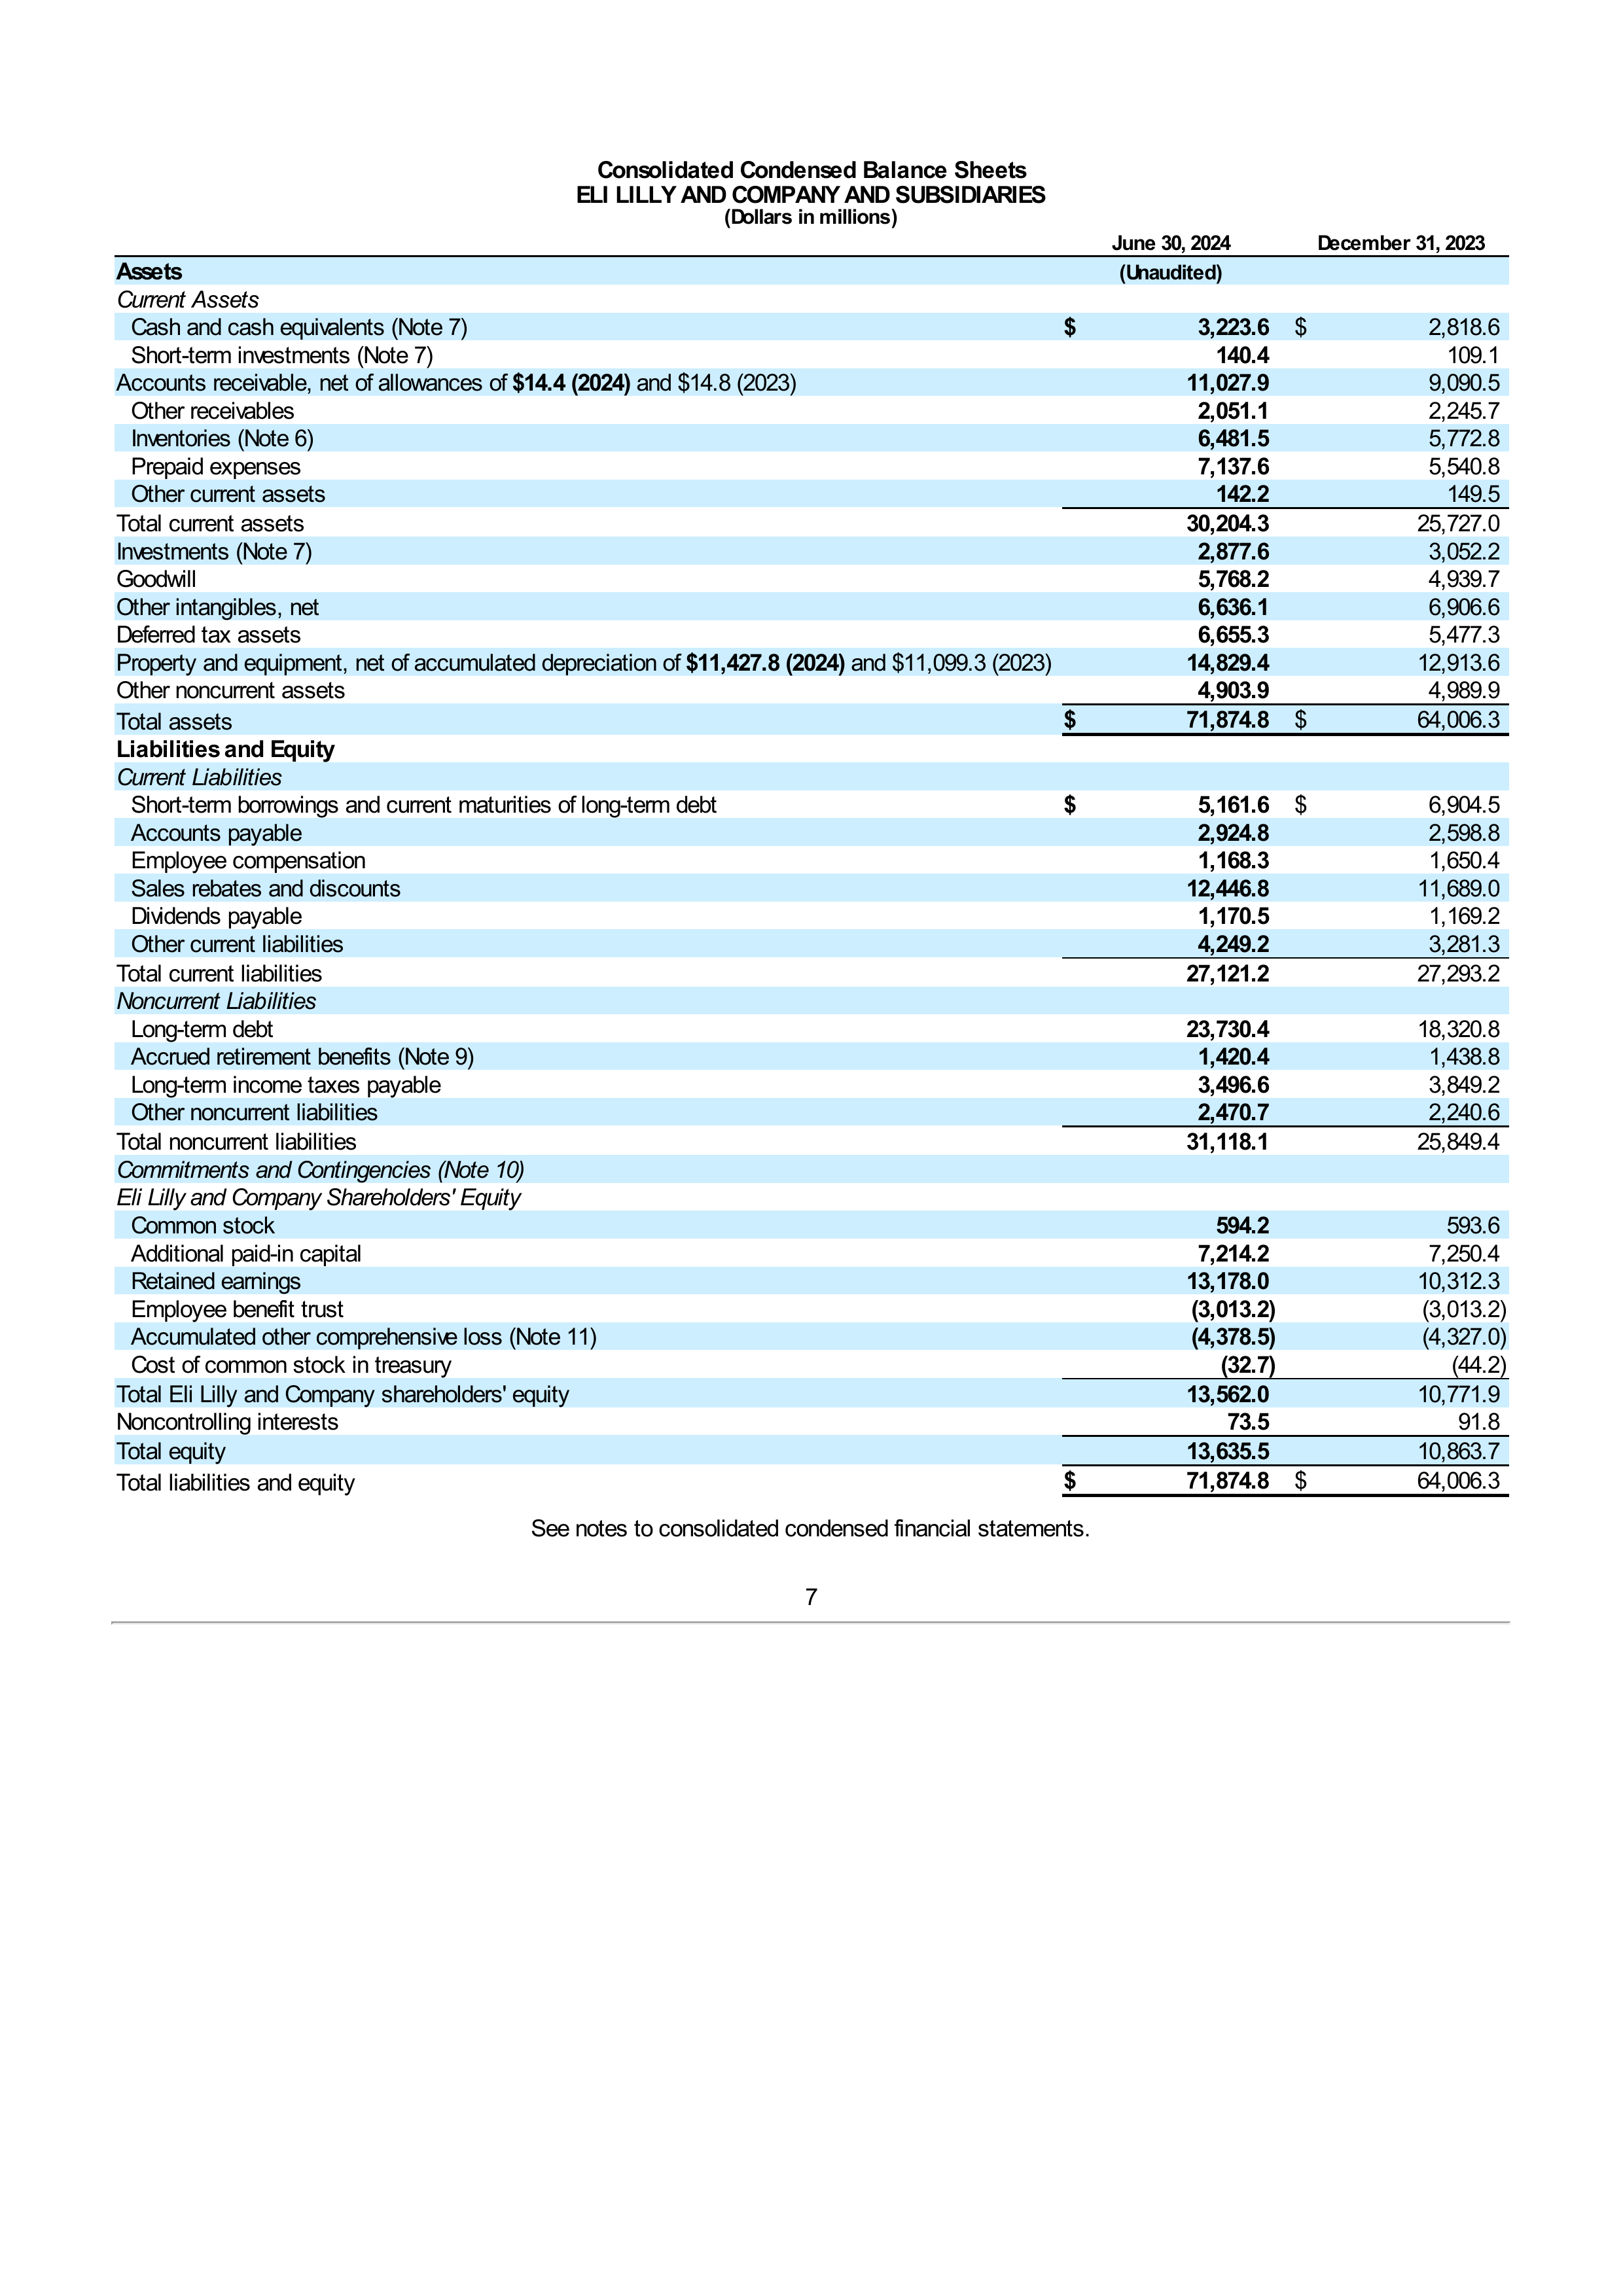 Consolidated Condensed Balance Sheets
ELI LILLY AND COMPANY AND SUBSIDIARIES
(Dollars in millions)
June 30, 2024 December 31, 2023
Assets (Unaudited)
Current Assets
Cash and cash equivalents (Note 7) $ 3,223.6 $ 2,818.6
Short-term investments (Note 7) 140.4 109.1
Accounts receivable, net of allowances of $14.4 (2024) and $14.8 (2023) 11,027.9 9,090.5
Other receivables 2,051.1 2,245.7
Inventories (Note 6) 6,481.5 5,772.8
Prepaid expenses 7,137.6 5,540.8
Other current assets 142.2 149.5
Total current assets 30,204.3 25,727.0
Investments (Note 7) 2,877.6 3,052.2
Goodwill 5,768.2 4,939.7
Other intangibles, net 6,636.1 6,906.6
Deferred tax assets 6,655.3 5,477.3
Property and equipment, net of accumulated depreciation of $11,427.8 (2024) and $11,099.3 (2023) 14,829.4 12,913.6
Other noncurrent assets 4,903.9 4,989.9
Total assets $ 71,874.8 $ 64,006.3
Liabilities and Equity
Current Liabilities
Short-term borrowings and current maturities of long-term debt $ 5,161.6 $ 6,904.5
Accounts payable 2,924.8 2,598.8
Employee compensation 1,168.3 1,650.4
Sales rebates and discounts 12,446.8 11,689.0
Dividends payable 1,170.5 1,169.2
Other current liabilities 4,249.2 3,281.3
Total current liabilities 27,121.2 27,293.2
Noncurrent Liabilities
Long-term debt 23,730.4 18,320.8
Accrued retirement benefits (Note 9) 1,420.4 1,438.8
Long-term income taxes payable 3,496.6 3,849.2
Other noncurrent liabilities 2,470.7 2,240.6
Total noncurrent liabilities 31,118.1 25,849.4
Commitments and Contingencies (Note 10)
Eli Lilly and Company Shareholders' Equity
Common stock 594.2 593.6
Additional paid-in capital 7,214.2 7,250.4
Retained earnings 13,178.0 10,312.3
Employee benefit trust (3,013.2) (3,013.2)
Accumulated other comprehensive loss (Note 11) (4,378.5) (4,327.0)
Cost of common stock in treasury (32.7) (44.2)
Total Eli Lilly and Company shareholders' equity 13,562.0 10,771.9
Noncontrolling interests 73.5 91.8
Total equity 13,635.5 10,863.7
Total liabilities and equity $ 71,874.8 $ 64,006.3
See notes to consolidated condensed financial statements.
7